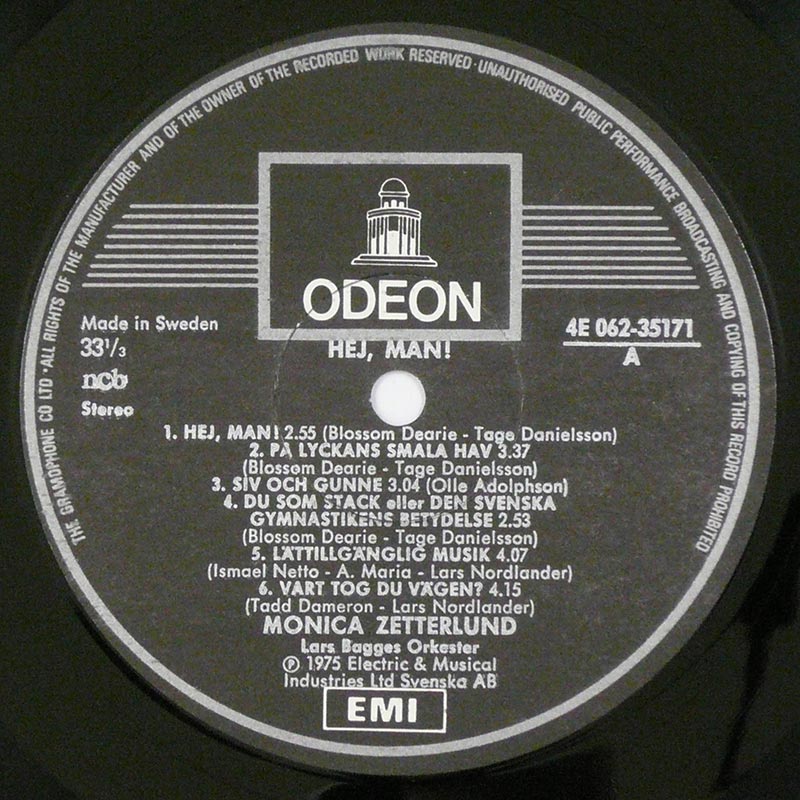 THE GRAMOPHONE CO LTD · ALL RIGHTS OF THE MANUFACTURER AND OF THE OWNER OF THE RECORDED WORK RESERVED · UNAUTHORISED PUBLIC PERFORMANCE BROADCASTING AND COPYING OF THIS RECORD PROHIBITED
ODEON
Made in Sweden
33 1/3
ncb
Stereo
HEJ, MAN!
4E 062-35171
A
1. HEJ, MAN! 2.55 (Blossom Dearie - Tage Danielsson)
2. PÅ LYCKANS SMALA HAV 3.37
(Blossom Dearie - Tage Danielsson)
3. SIV OCH GUNNE 3.04 (Olle Adolphson)
4. DU SOM STACK eller DEN SVENSKA
GYMNASTIKENS BETYDELSE 2.53
(Blossom Dearie - Tage Danielsson)
5. LÄTTILLGÄNGLIG MUSIK 4.07
(Ismael Netto - A. Maria - Lars Nordlander)
6. VART TOG DU VÄGEN? 4.15
(Tadd Dameron - Lars Nordlander)
MONICA ZETTERLUND
Lars Bagges Orkester
℗ 1975 Electric & Musical
Industries Ltd Svenska AB
EMI